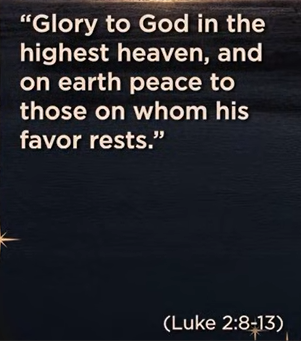 “Glory to God in the
highest heaven, and
on earth peace to
those on whom his
favor rests.”
(Luke 2:8-13)